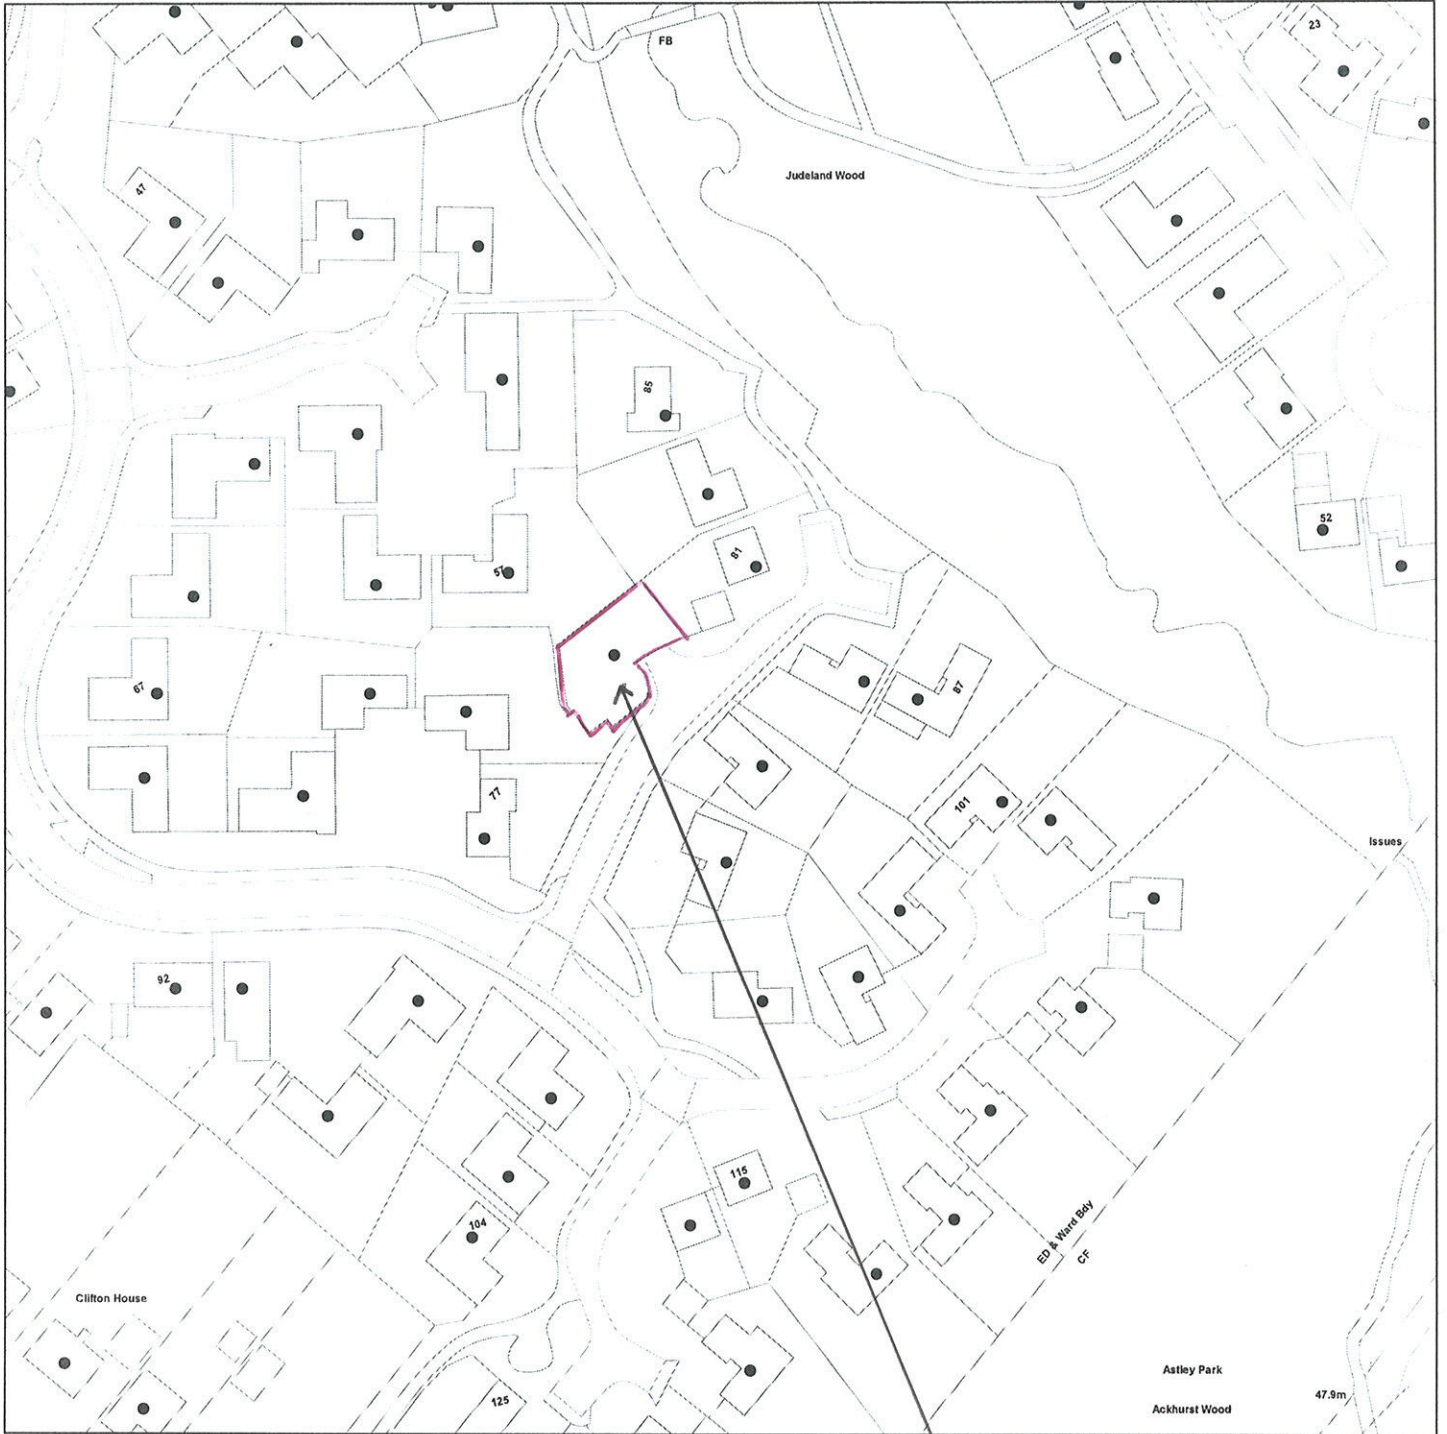 23
FB
Judeland Wood
47
85
52
81
57
67
87
77
101
Issues
92
115
104
ED & Ward Bdy
CF
Clifton House
Astley Park
47.9m
125
Ackhurst Wood